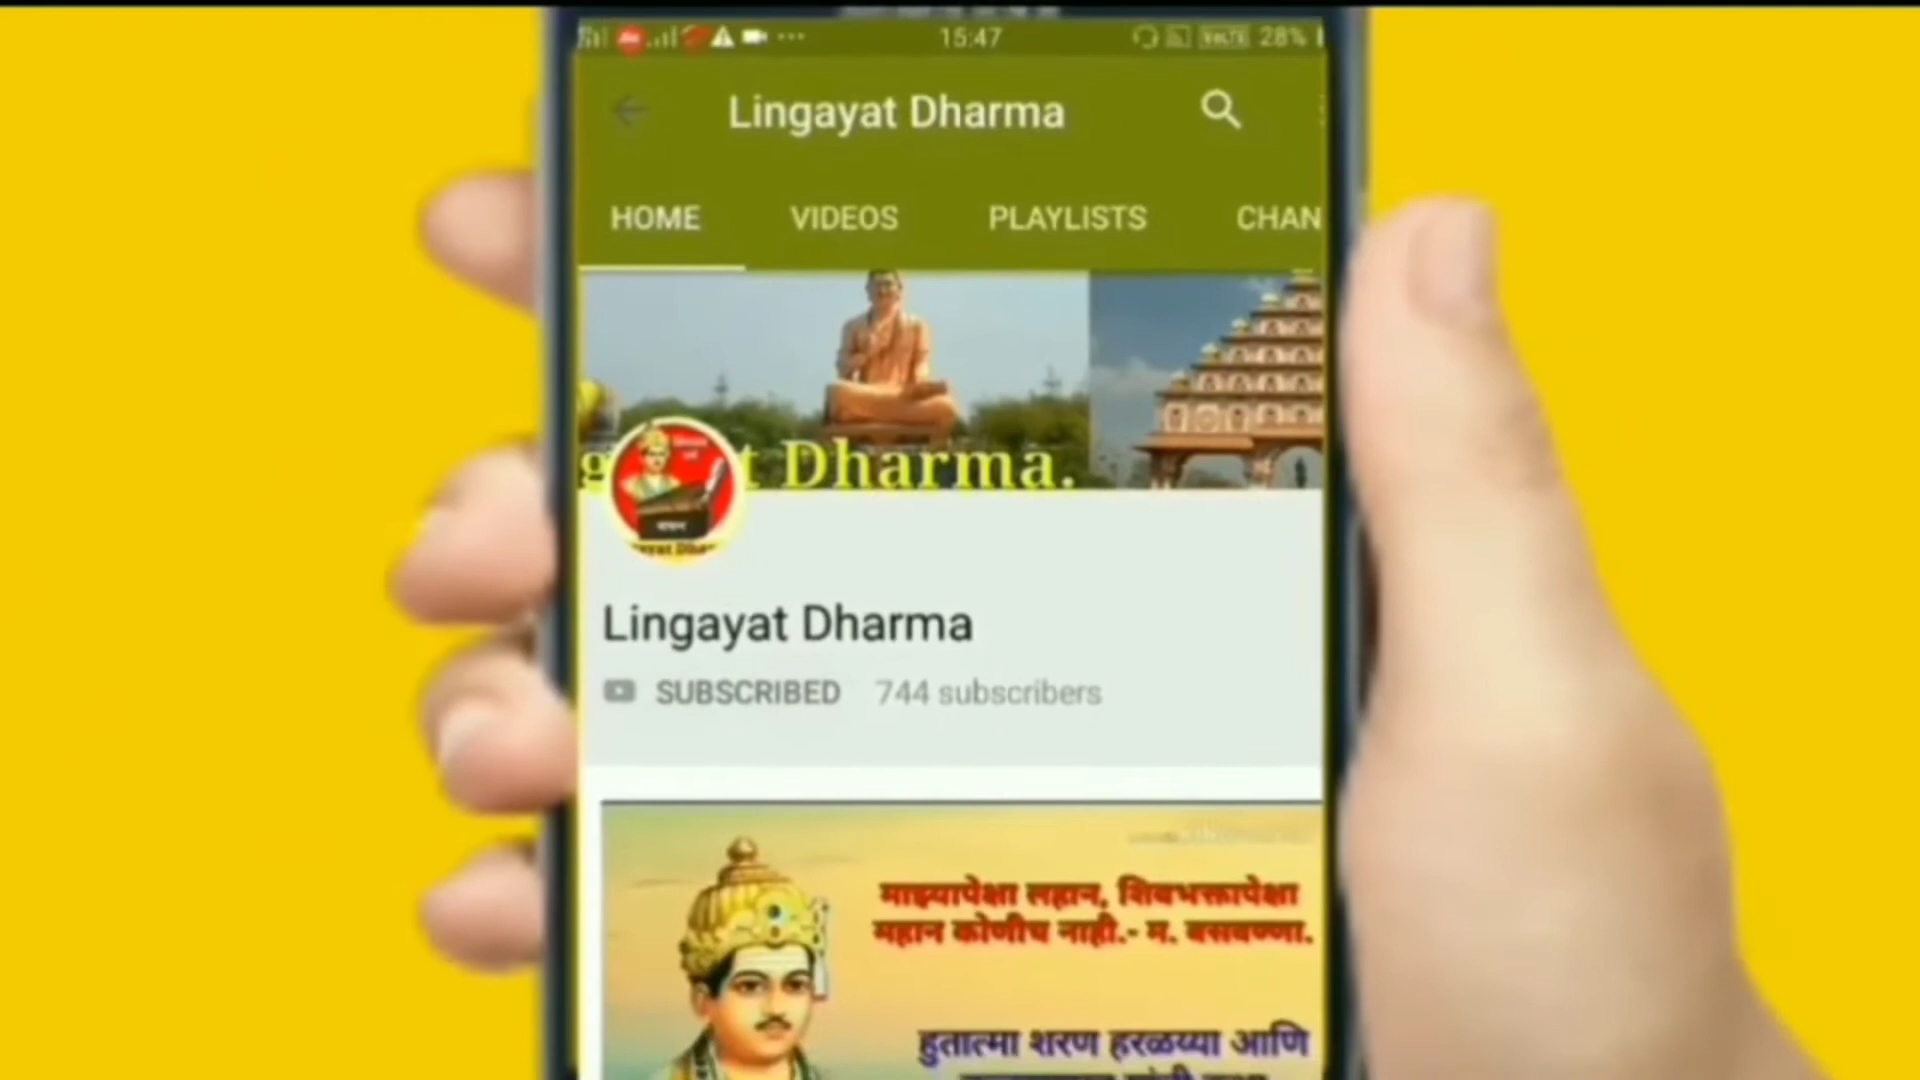 15:47
VoLTE 28%
Lingayat Dharma
HOME VIDEOS PLAYLISTS CHAN
t Dharma.
Lingayat Dharma
SUBSCRIBED 744 subscribers
माझ्यापेक्षा लहान, शिवभक्तापेक्षा
महान कोणीच नाही.- म. बसवण्णा.
हुतात्मा शरण हरळय्या आणि